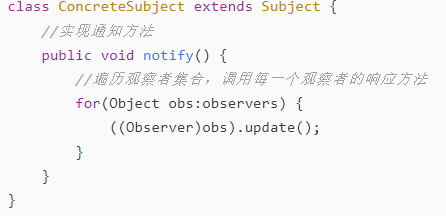 class ConcreteSubject extends Subject {
    //实现通知方法
    public void notify() {
        //遍历观察者集合，调用每一个观察者的响应方法
        for(Object obs:observers) {
            ((Observer)obs).update();
        }
    }
}